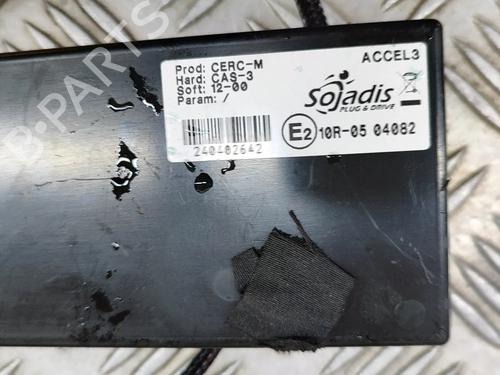 Prod: CERC-M
Hard: CAS-3
Soft: 12-00
Param: /
240402642
ACCEL3
Sojadis
PLUG & DRIVE
E2 10R-05 04082
B-PARTS